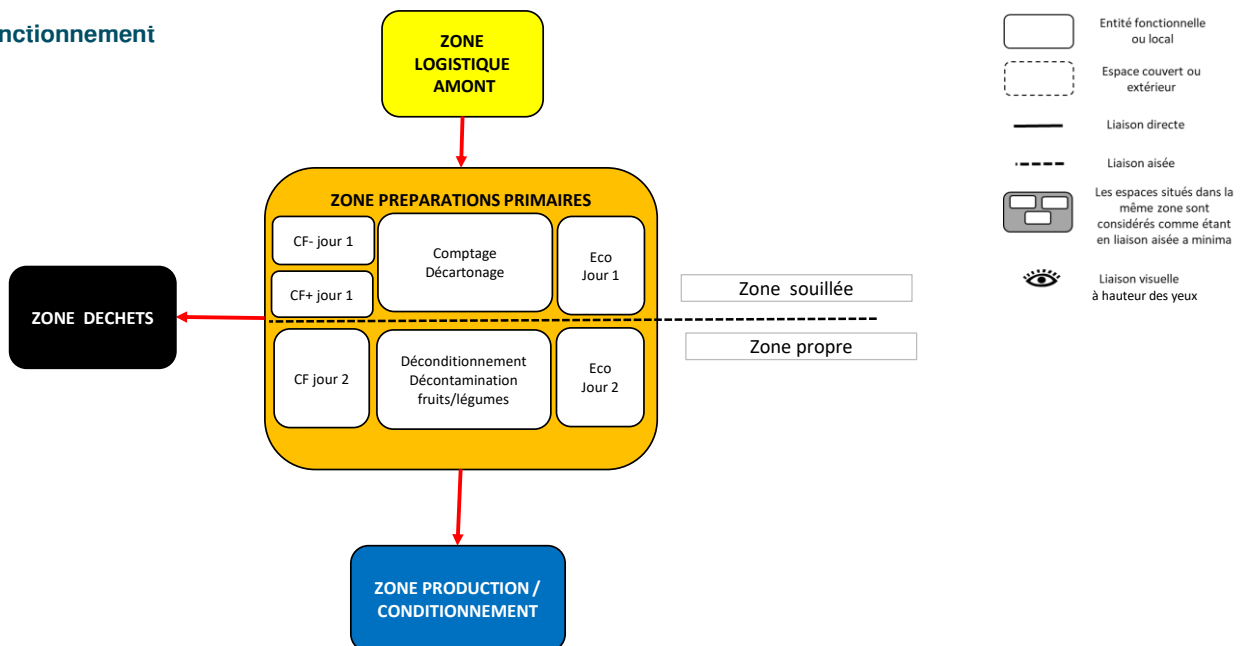 nctionnement
ZONE
LOGISTIQUE
AMONT
ZONE PREPARATIONS PRIMAIRES
CF- jour 1
CF+ jour 1
Comptage
Décartonage
Eco
Jour 1
CF jour 2
Déconditionnement
Décontamination
fruits/légumes
Eco
Jour 2
ZONE DECHETS
Zone souillée
Zone propre
ZONE PRODUCTION /
CONDITIONNEMENT
Entité fonctionnelle
ou local
Espace couvert ou
extérieur
Liaison directe
Liaison aisée
Les espaces situés dans la
même zone sont
considérés comme étant
en liaison aisée a minima
Liaison visuelle
à hauteur des yeux